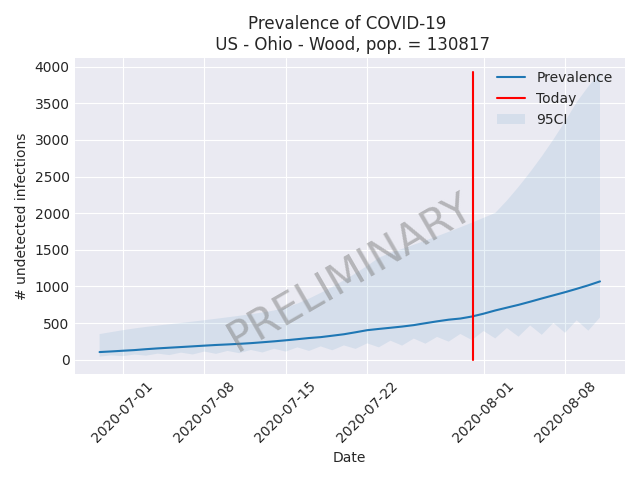 Prevalence of COVID-19
US - Ohio - Wood, pop. = 130817
# undetected infections
4000
3500
3000
2500
2000
1500
1000
500
0
Prevalence
Today
95CI
PRELIMINARY
2020-07-01
2020-07-08
2020-07-15
2020-07-22
2020-08-01
2020-08-08
Date